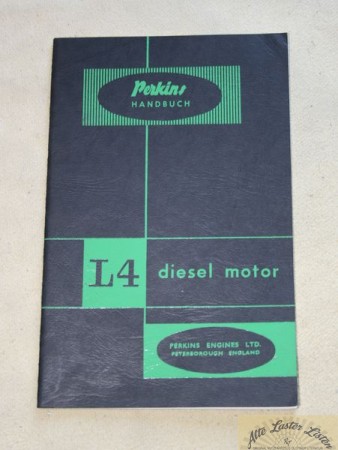 Perkins
HANDBUCH
L4 diesel motor
PERKINS ENGINES LTD.
PETERBOROUGH ENGLAND
Alte Laster Listen